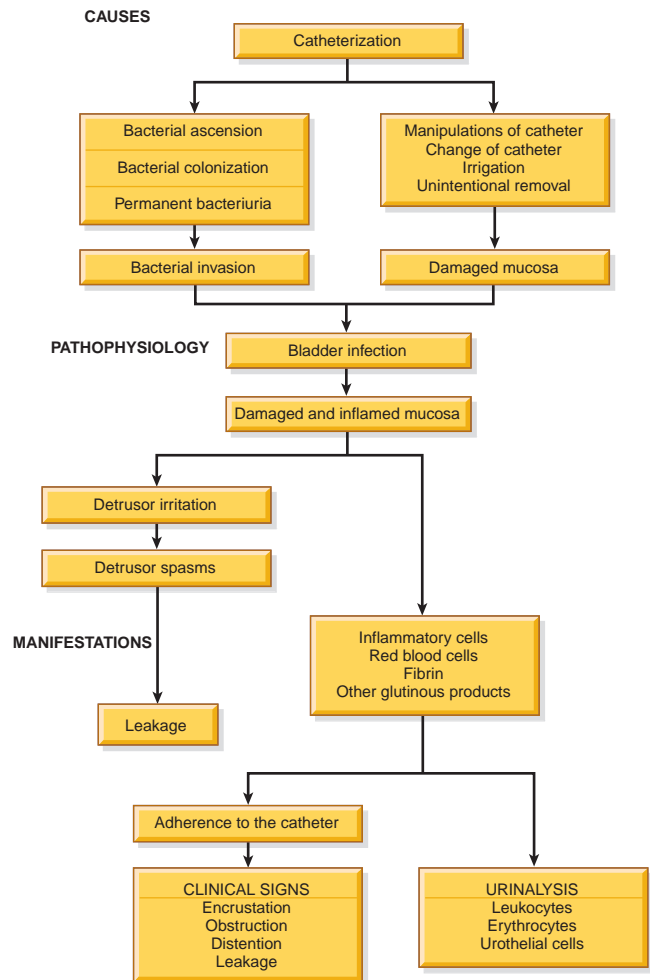 CAUSES
Catheterization
Bacterial ascension
Bacterial colonization
Permanent bacteriuria
Manipulations of catheter
Change of catheter
Irrigation
Unintentional removal
Bacterial invasion
Damaged mucosa
PATHOPHYSIOLOGY
Bladder infection
Damaged and inflamed mucosa
Detrusor irritation
Detrusor spasms
MANIFESTATIONS
Inflammatory cells
Red blood cells
Fibrin
Other glutinous products
Leakage
Adherence to the catheter
CLINICAL SIGNS
Encrustation
Obstruction
Distention
Leakage
URINALYSIS
Leukocytes
Erythrocytes
Urothelial cells